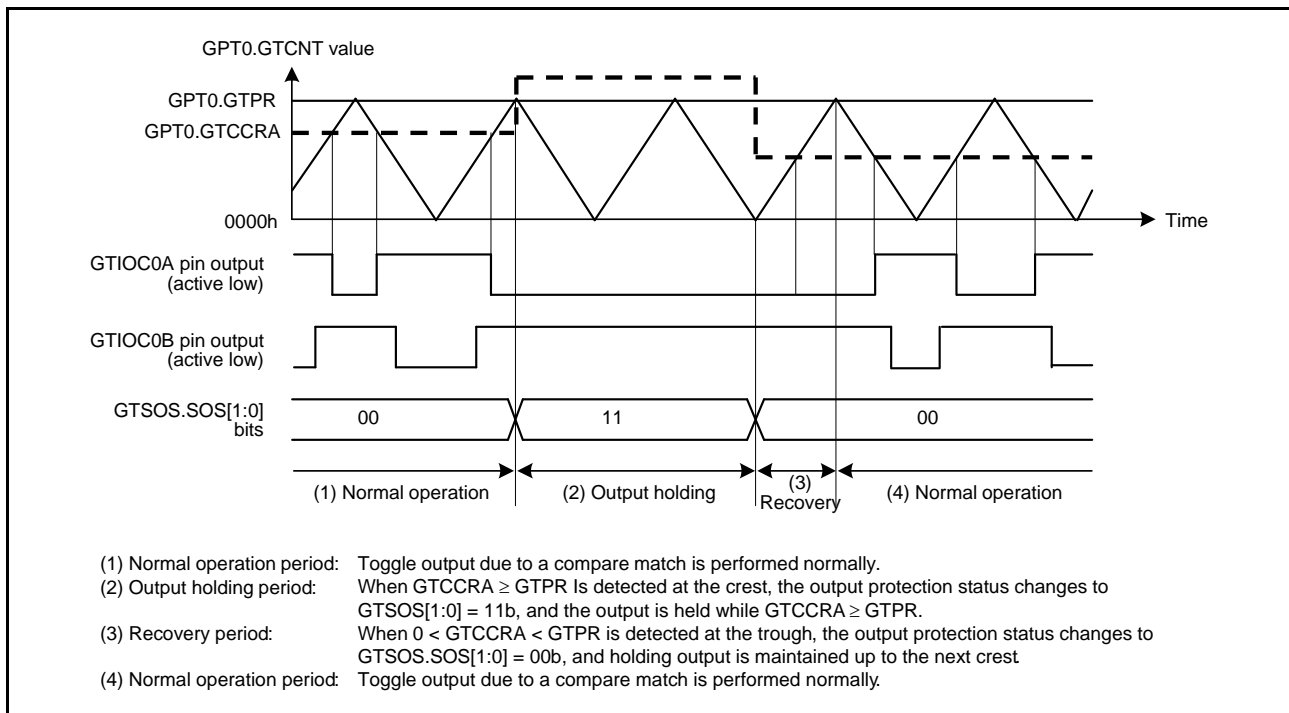 GPT0.GTCNT value
GPT0.GTPR
GPT0.GTCCRA
0000h
Time
GTIOC0A pin output
(active low)
GTIOC0B pin output
(active low)
GTSOS.SOS[1:0]
bits
00
11
00
(1) Normal operation
(2) Output holding
(3)
Recovery
(4) Normal operation
(1) Normal operation period: Toggle output due to a compare match is performed normally.
(2) Output holding period: When GTCCRA ≥ GTPR Is detected at the crest, the output protection status changes to
GTSOS[1:0] = 11b, and the output is held while GTCCRA ≥ GTPR.
(3) Recovery period: When 0 < GTCCRA < GTPR is detected at the trough, the output protection status changes to
GTSOS.SOS[1:0] = 00b, and holding output is maintained up to the next crest.
(4) Normal operation period: Toggle output due to a compare match is performed normally.